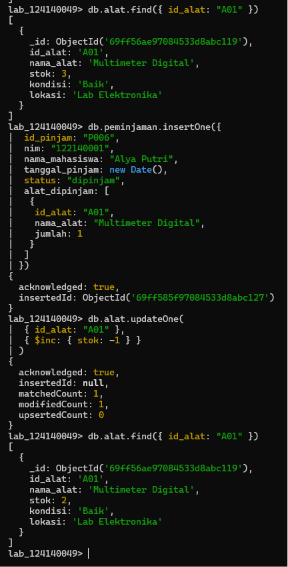 lab_124140049> db.alat.find({ id_alat: "A01" })
[
  {
    _id: ObjectId('69ff56ae97084533d8abc119'),
    id_alat: 'A01',
    nama_alat: 'Multimeter Digital',
    stok: 3,
    kondisi: 'Baik',
    lokasi: 'Lab Elektronika'
  }
]
lab_124140049> db.peminjaman.insertOne({
|  id_pinjam: "P006",
|  nim: "122140001",
|  nama_mahasiswa: "Alya Putri",
|  tanggal_pinjam: new Date(),
|  status: "dipinjam",
|  alat_dipinjam: [
|   {
|    id_alat: "A01",
|    nama_alat: "Multimeter Digital",
|    jumlah: 1
|   }
|  ]
| })
{
  acknowledged: true,
  insertedId: ObjectId('69ff585f97084533d8abc127')
}
lab_124140049> db.alat.updateOne(
|  { id_alat: "A01" },
|  { $inc: { stok: -1 } }
| )
{
  acknowledged: true,
  insertedId: null,
  matchedCount: 1,
  modifiedCount: 1,
  upsertedCount: 0
}
lab_124140049> db.alat.find({ id_alat: "A01" })
[
  {
    _id: ObjectId('69ff56ae97084533d8abc119'),
    id_alat: 'A01',
    nama_alat: 'Multimeter Digital',
    stok: 2,
    kondisi: 'Baik',
    lokasi: 'Lab Elektronika'
  }
]
lab_124140049>